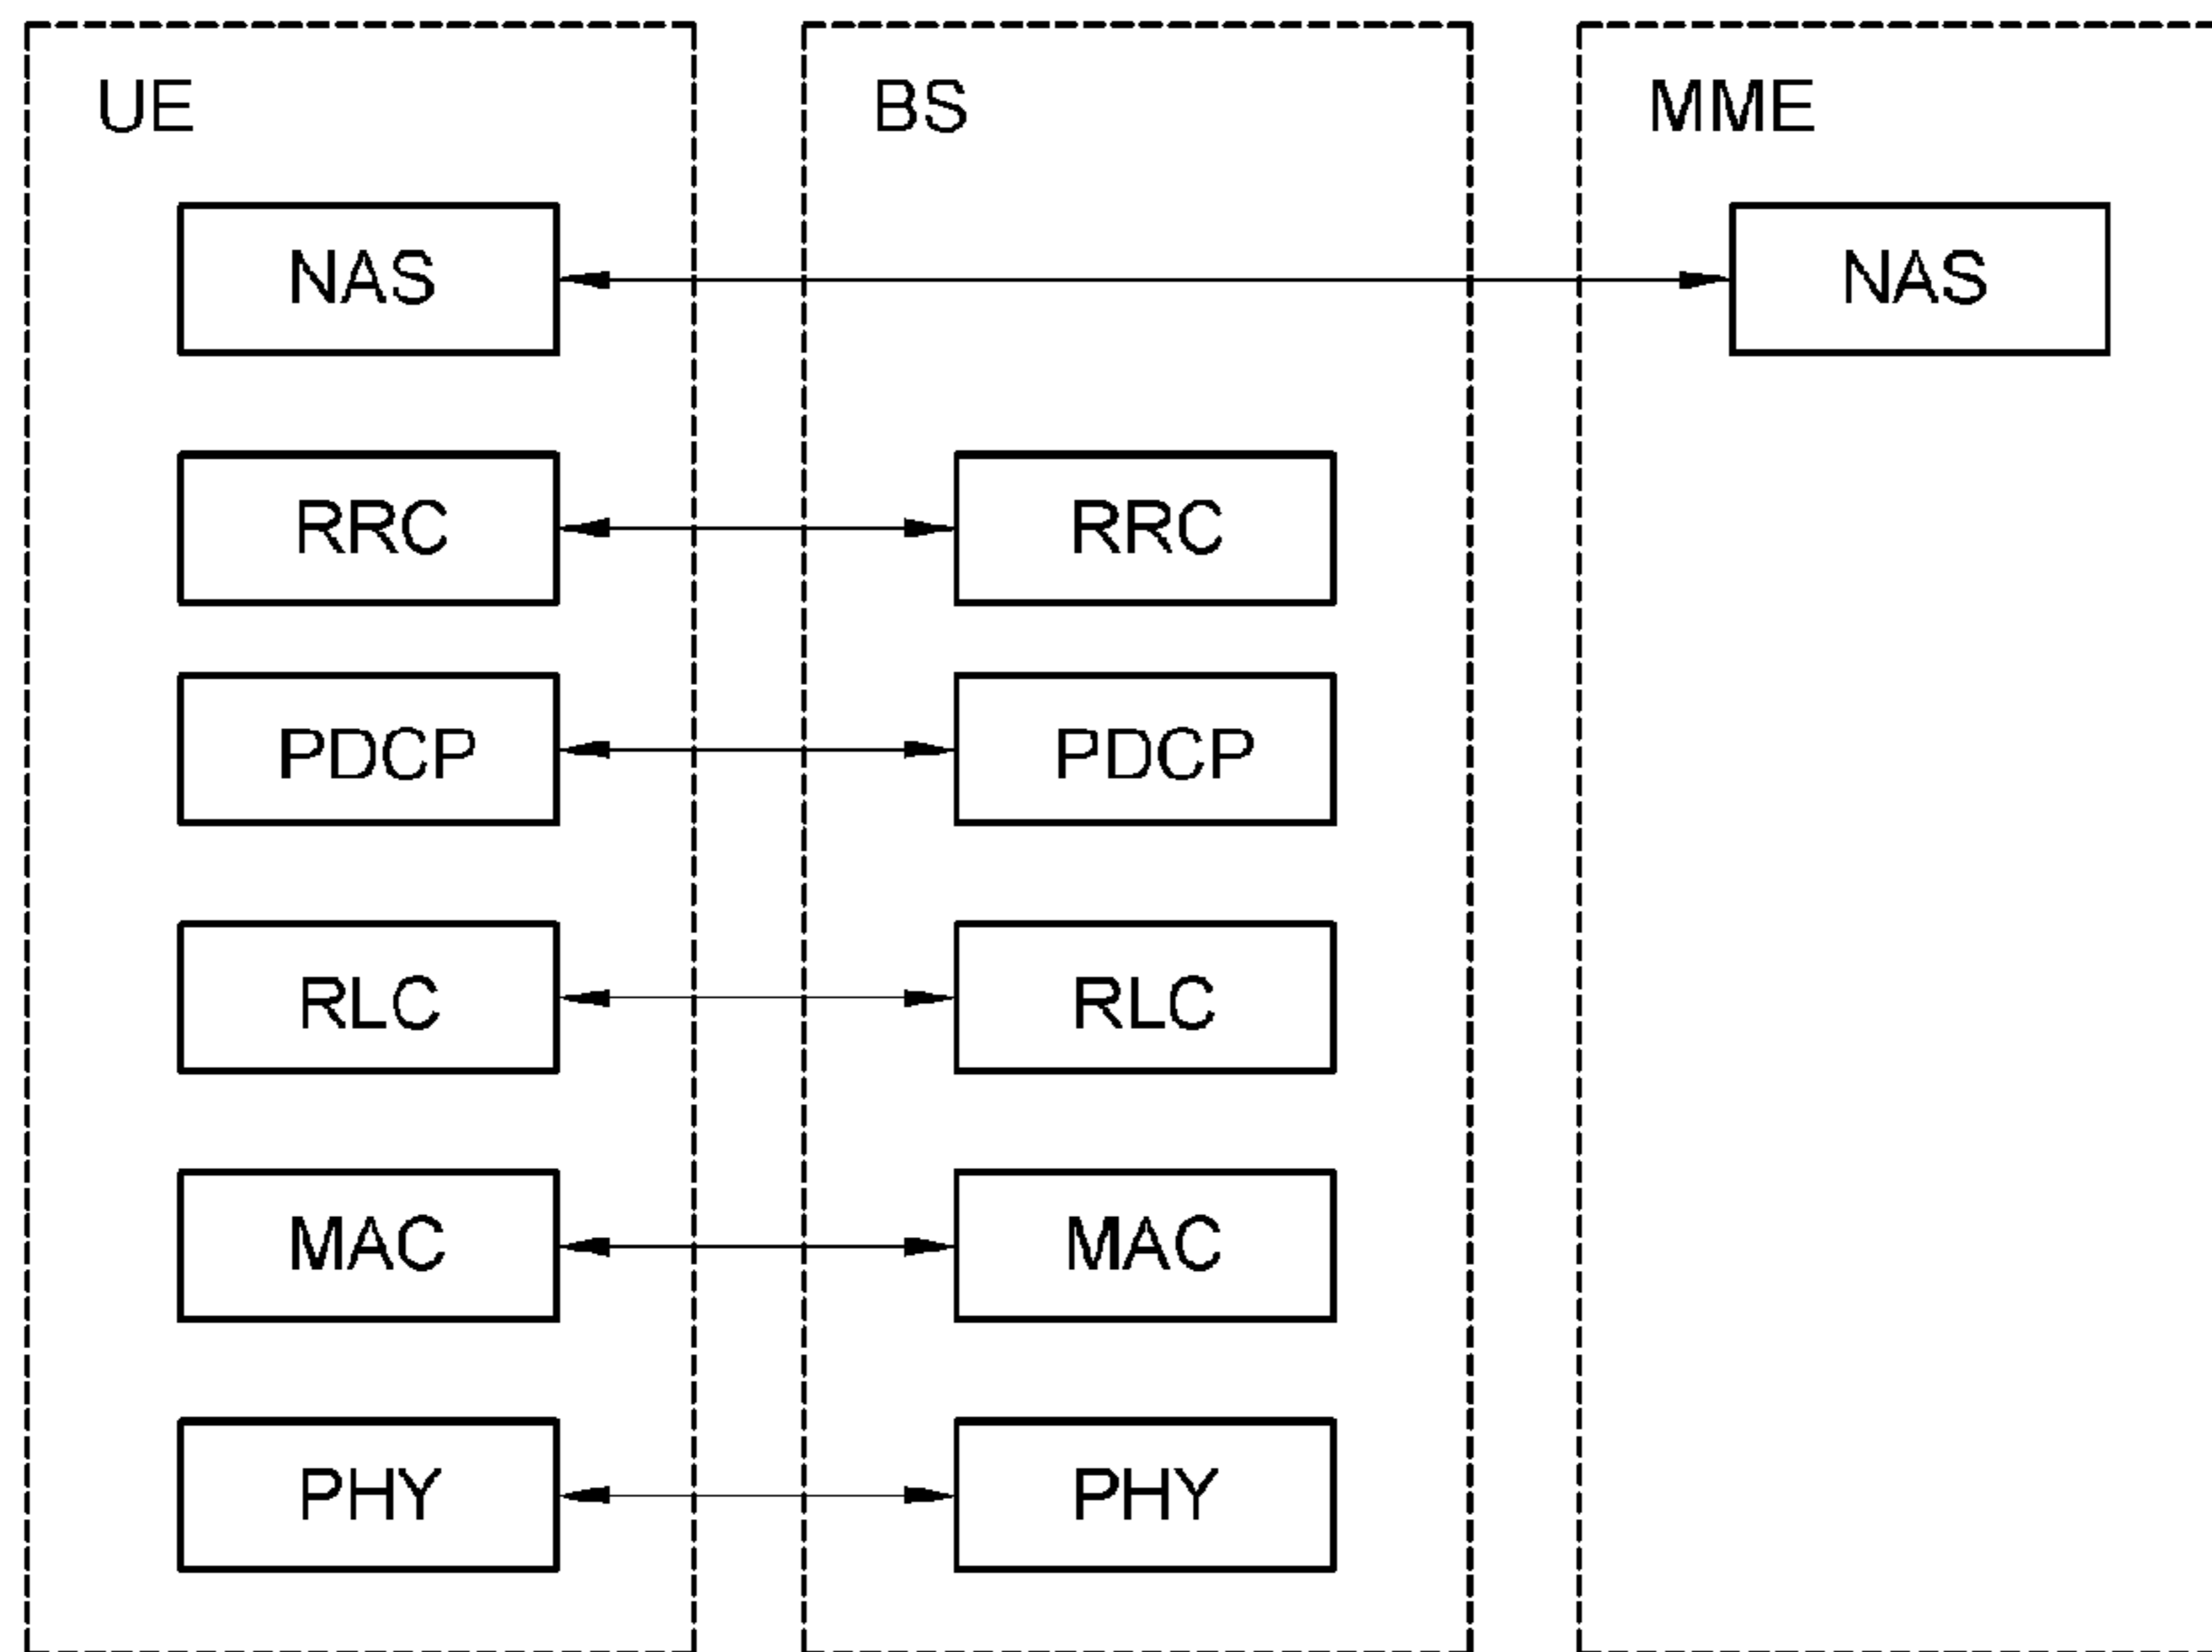 UE BS MME
NAS NAS
RRC RRC
PDCP PDCP
RLC RLC
MAC MAC
PHY PHY